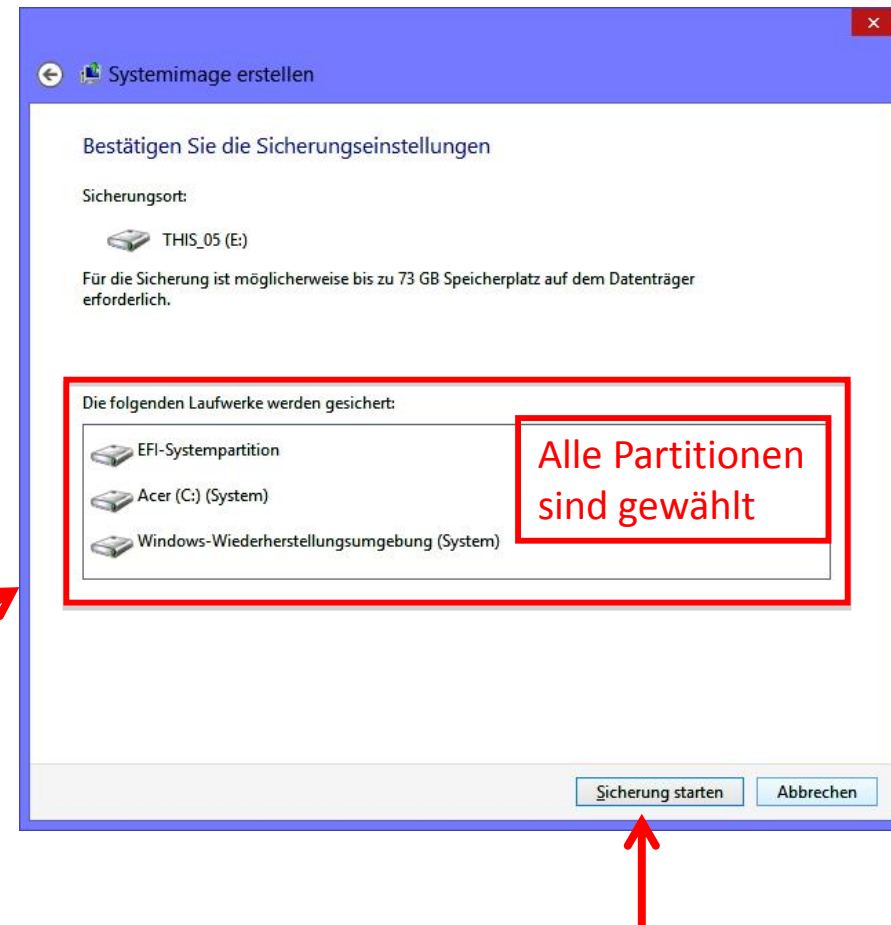 Systemimage erstellen
Bestätigen Sie die Sicherungseinstellungen
Sicherungsort:
THIS_05 (E:)
Für die Sicherung ist möglicherweise bis zu 73 GB Speicherplatz auf dem Datenträger
erforderlich.
Die folgenden Laufwerke werden gesichert:
EFI-Systempartition
Acer (C:) (System)
Windows-Wiederherstellungsumgebung (System)
Alle Partitionen
sind gewählt
Sicherung starten
Abbrechen